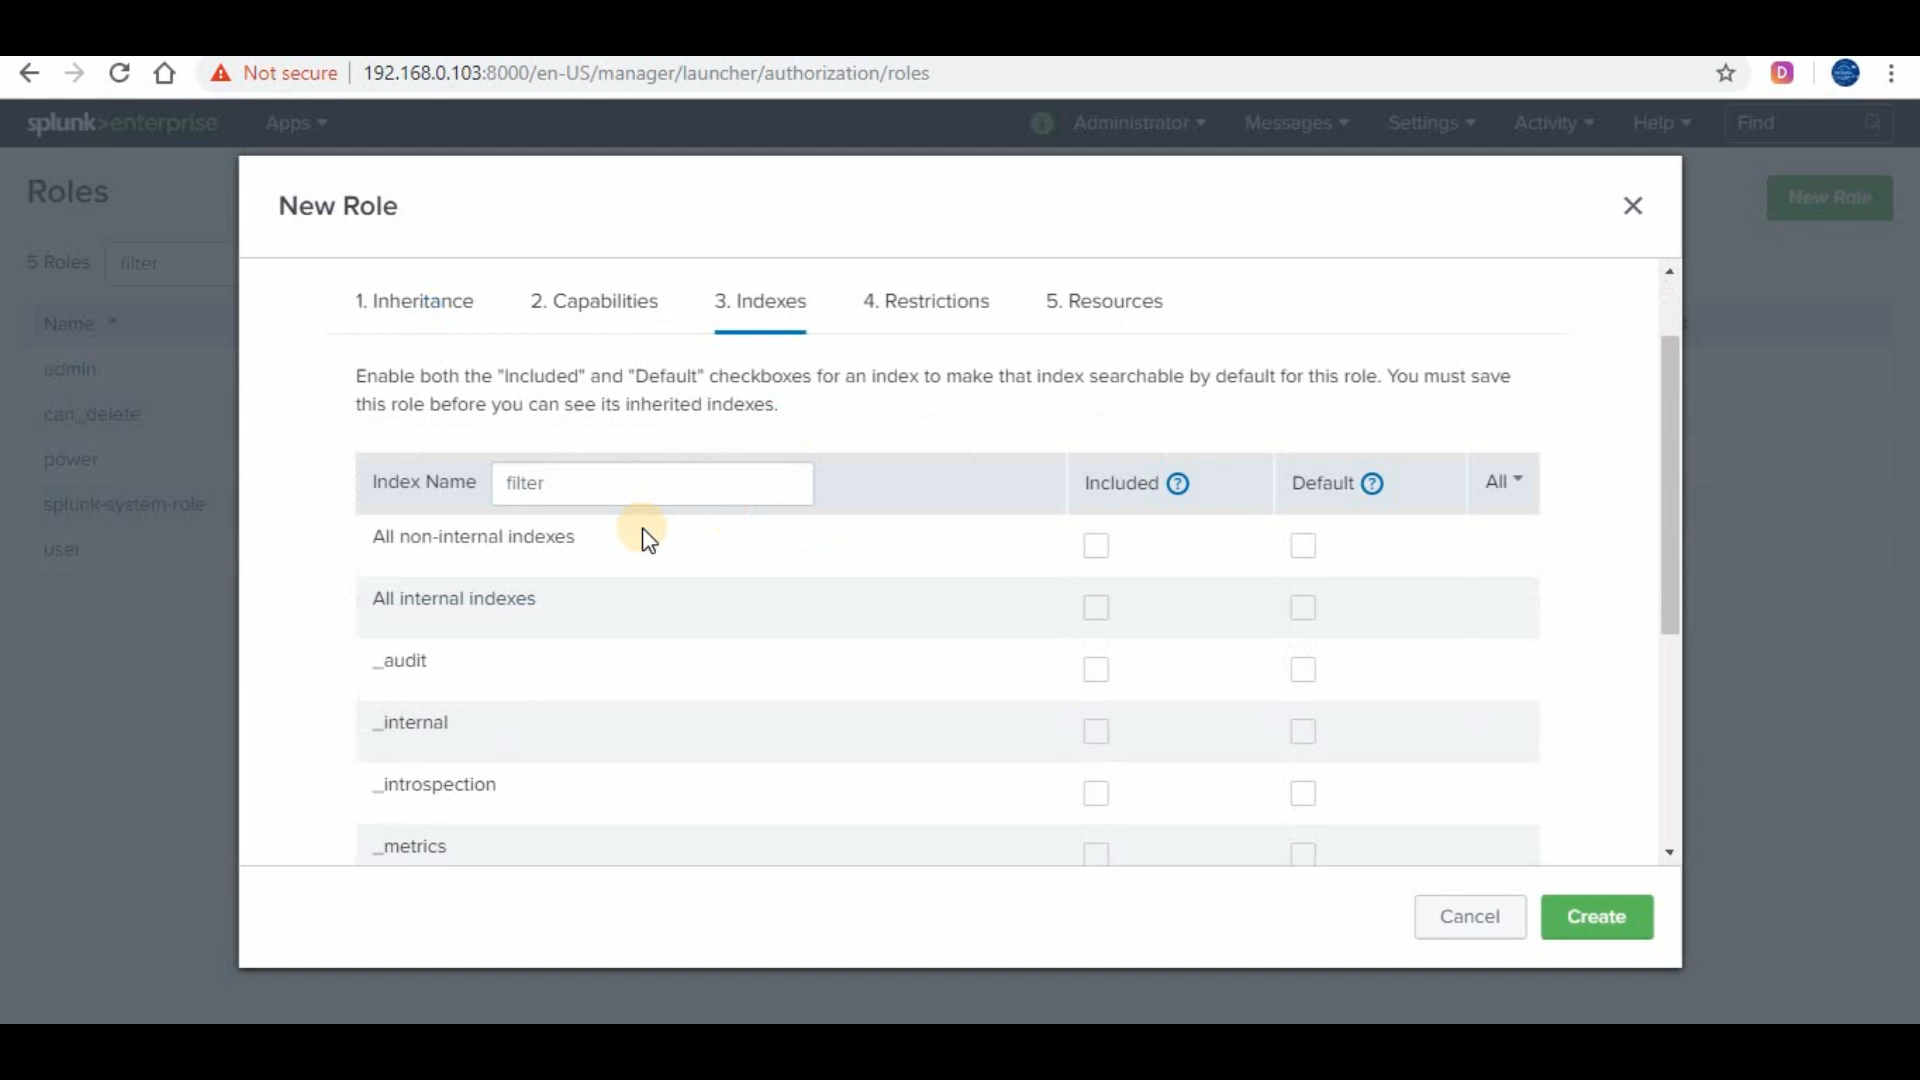 Not secure 192.168.0.103:8000/en-US/manager/launcher/authorization/roles D
splunk>enterprise Apps Administrator Messages Settings Activity Help Find
Roles
New Role
5 Roles filter
Name
admin
can_delete
power
splunk-system-role
user
New Role
1. Inheritance 2. Capabilities 3. Indexes 4. Restrictions 5. Resources
Enable both the "Included" and "Default" checkboxes for an index to make that index searchable by default for this role. You must save
this role before you can see its inherited indexes.
Index Name filter Included ? Default ? All
All non-internal indexes
All internal indexes
_audit
_internal
_introspection
_metrics
Cancel Create